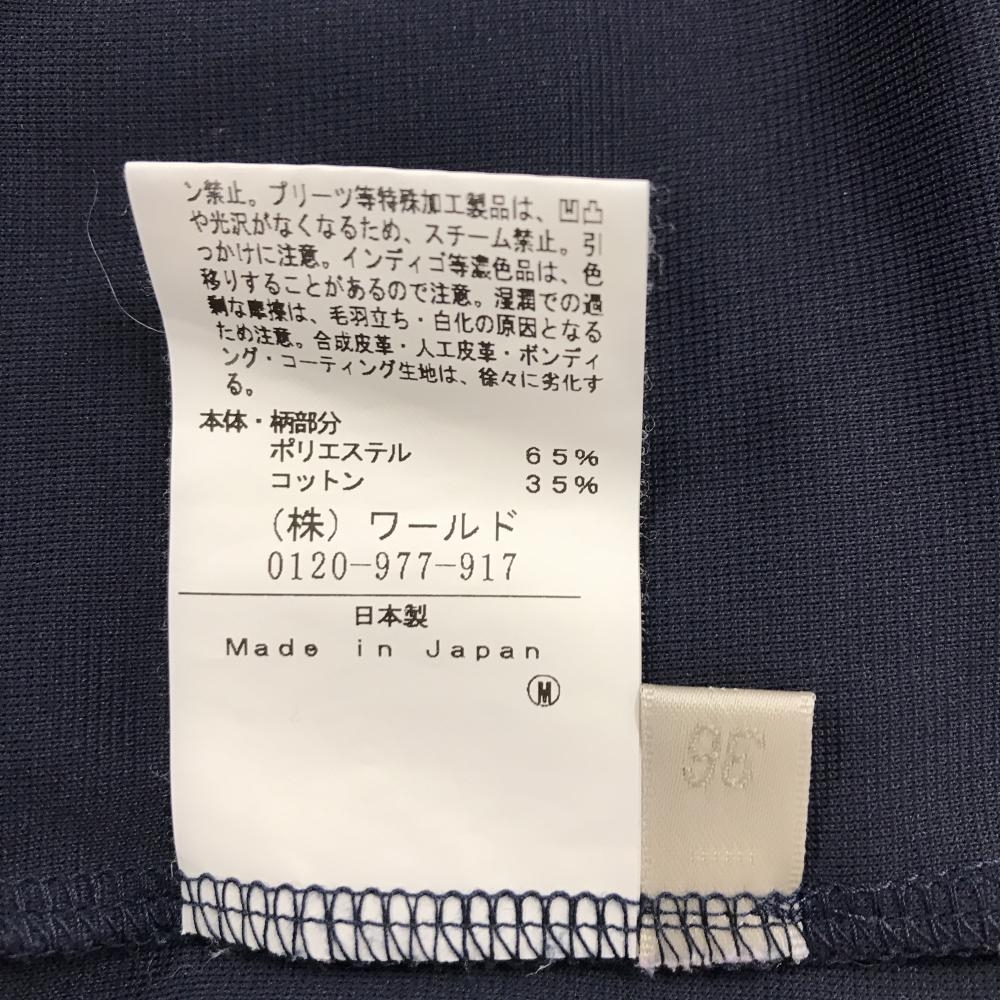 ン禁止。プリーツ等特殊加工製品は、凹凸
や光沢がなくなるため、スチーム禁止。引
っかけに注意。インディゴ等濃色品は、色
移りすることがあるので注意。湿潤での過
剰な摩擦は、毛羽立ち・白化の原因となる
ため注意。合成皮革・人工皮革・ボンディ
ング・コーティング生地は、徐々に劣化す
る。
本体・柄部分
ポリエステル 65%
コットン 35%
(株)ワールド
0120-977-917
日本製
Made in Japan
M